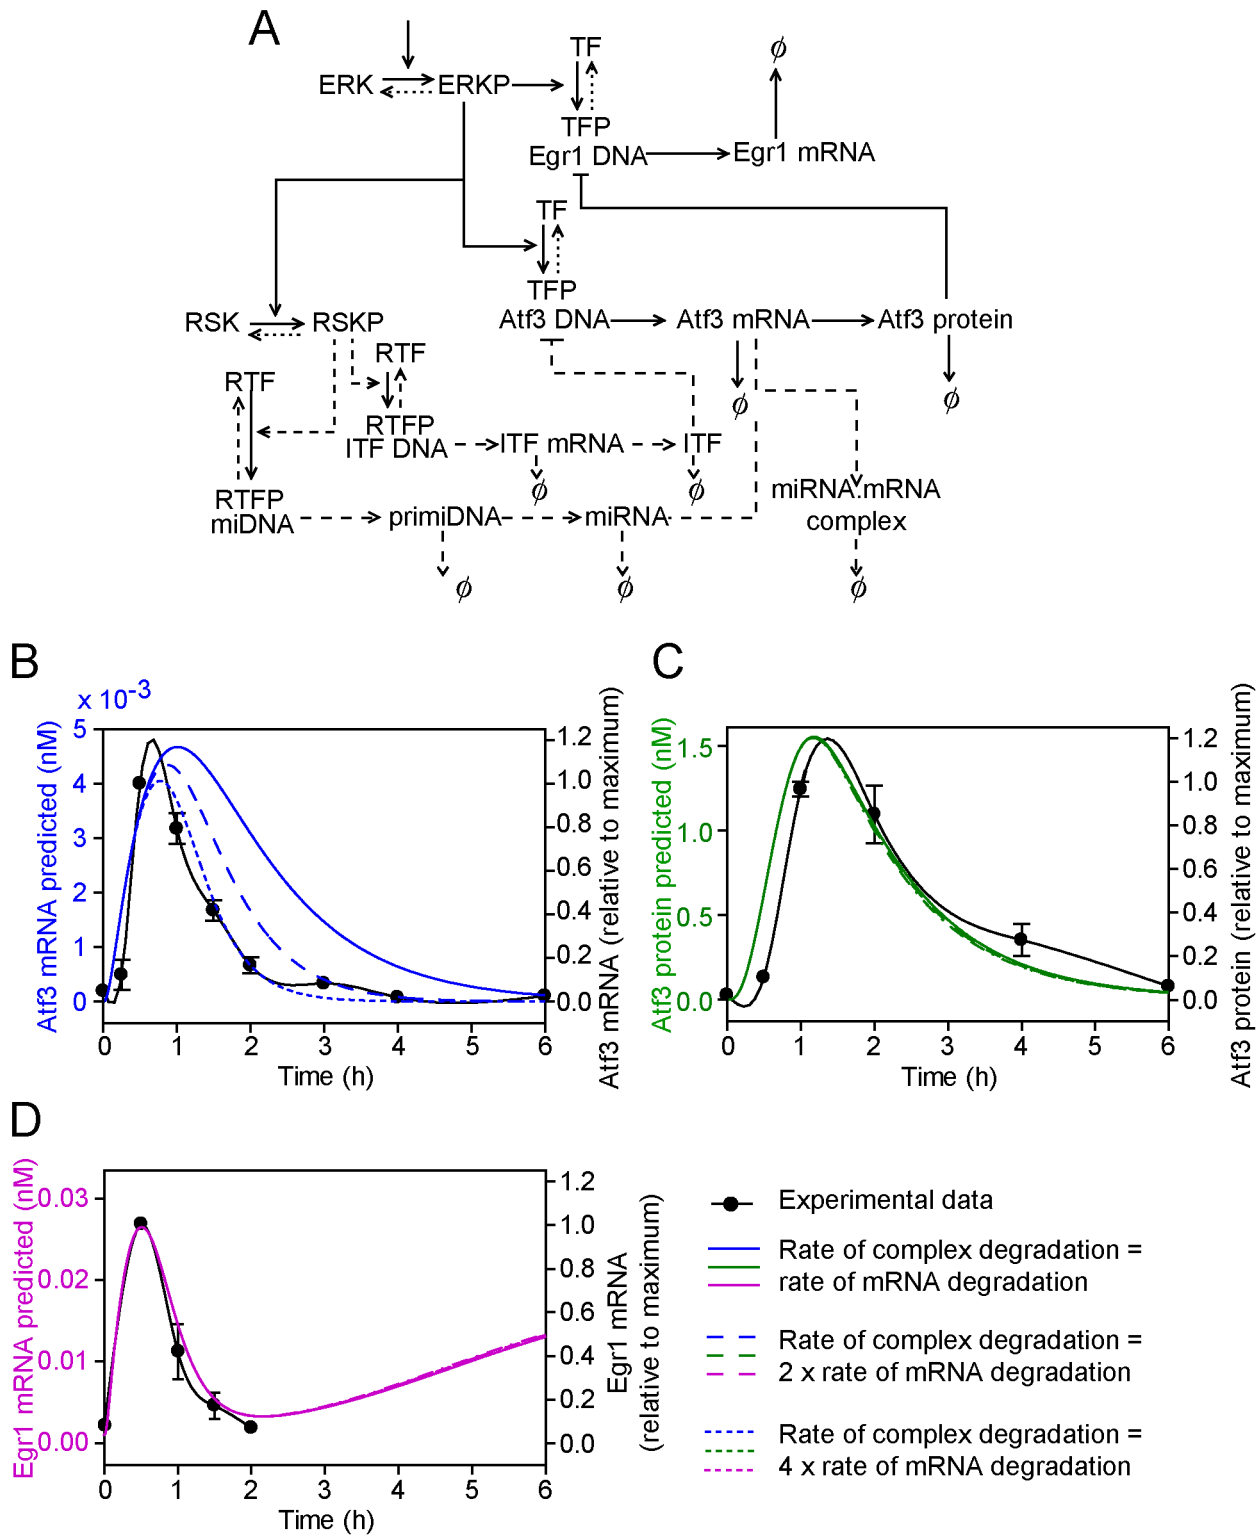 A
TF
ϕ
ERK
ERKP
TFP
Egr1 DNA
Egr1 mRNA
TF
TFP
RSK
RSKP
Atf3 DNA
Atf3 mRNA
Atf3 protein
RTF
RTF
ϕ
ϕ
RTFP
ITF DNA
ITF mRNA
ITF
RTFP
miDNA
ϕ
ϕ
miRNA:mRNA
complex
primiDNA
miRNA
ϕ
ϕ
ϕ
B
x 10-3
Atf3 mRNA predicted (nM)
5
4
3
2
1
0
1.2
1.0
0.8
0.6
0.4
0.2
0.0
Atf3 mRNA (relative to maximum)
0 1 2 3 4 5 6
Time (h)
C
Atf3 protein predicted (nM)
1.5
1.0
0.5
0.0
1.2
1.0
0.8
0.6
0.4
0.2
0.0
Atf3 protein (relative to maximum)
0 1 2 3 4 5 6
Time (h)
D
Egr1 mRNA predicted (nM)
0.03
0.02
0.01
0.00
1.2
1.0
0.8
0.6
0.4
0.2
0.0
Egr1 mRNA
(relative to maximum)
0 1 2 3 4 5 6
Time (h)
Experimental data
Rate of complex degradation =
rate of mRNA degradation
Rate of complex degradation =
2 x rate of mRNA degradation
Rate of complex degradation =
4 x rate of mRNA degradation